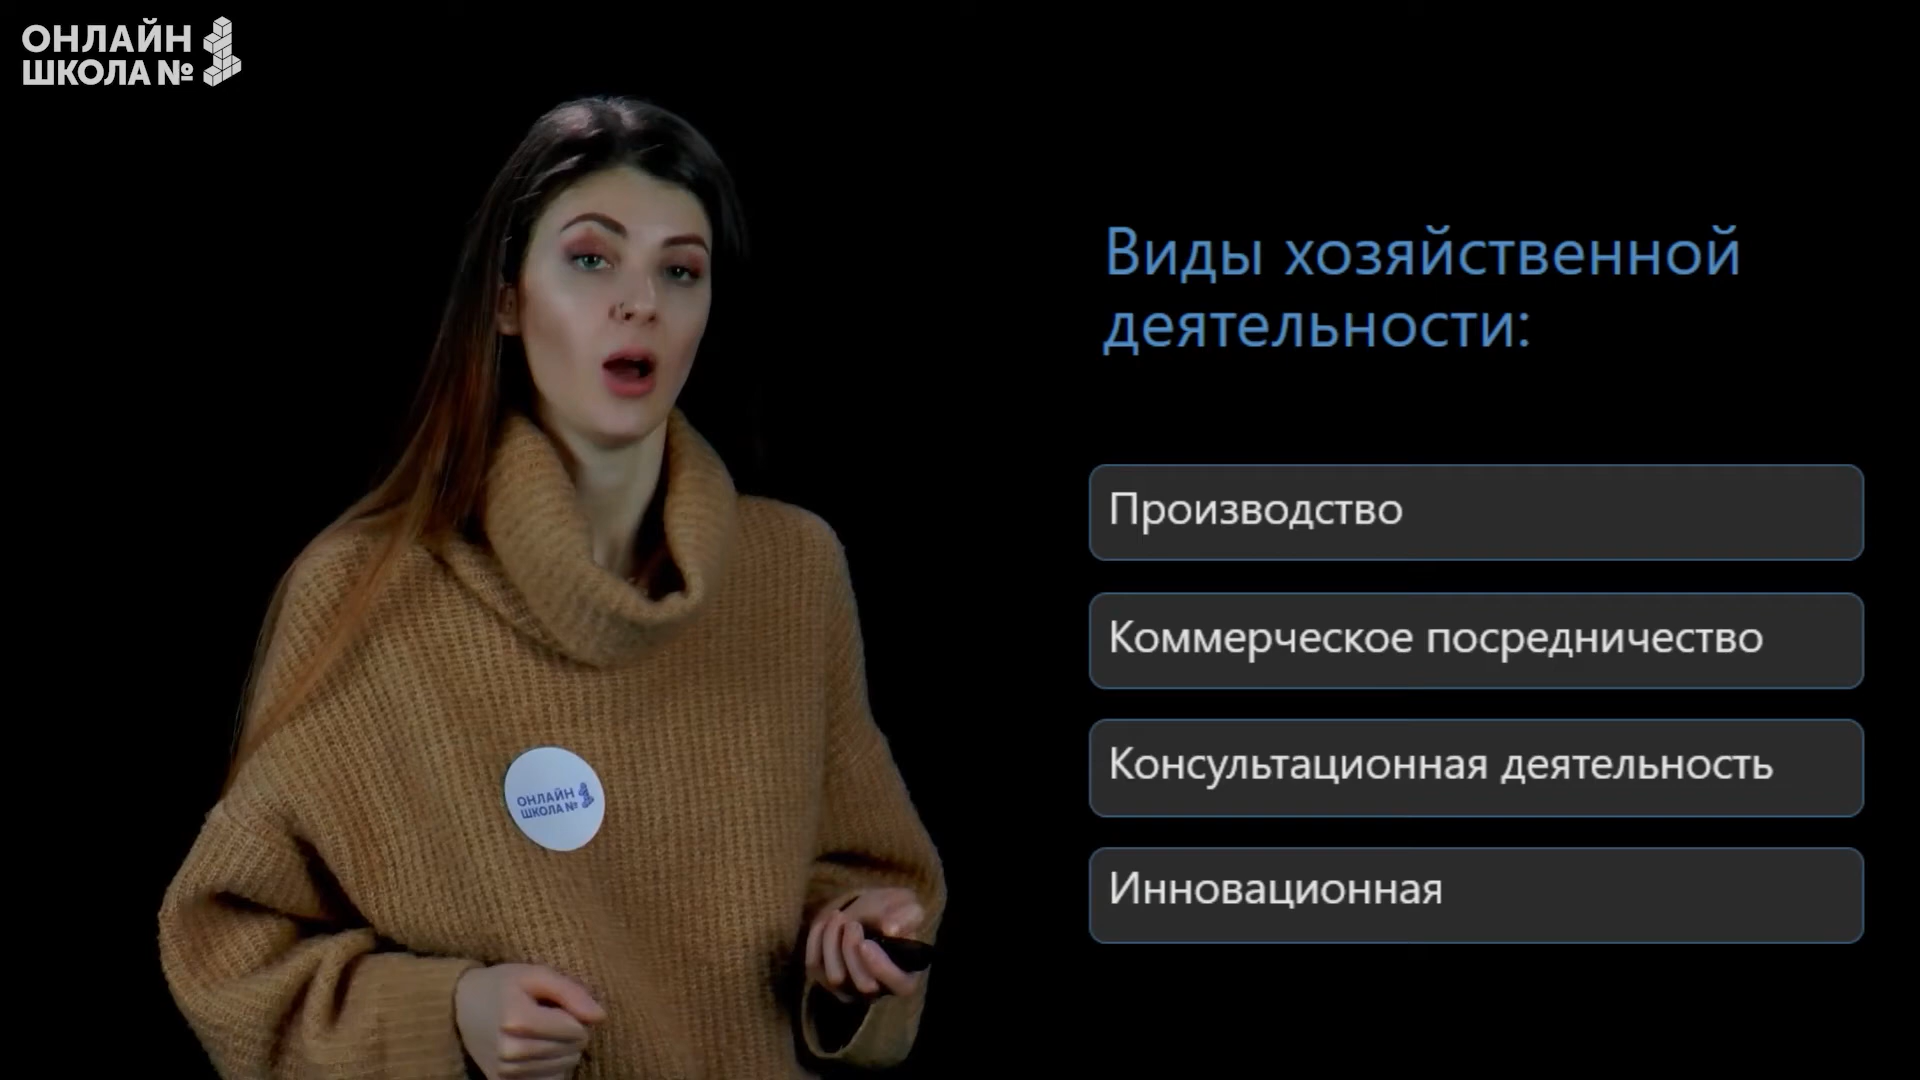 ОНЛАЙН
ШКОЛА №
Виды хозяйственной
деятельности:
Производство
Коммерческое посредничество
Консультационная деятельность
Инновационная
ОНЛАЙН
ШКОЛА №